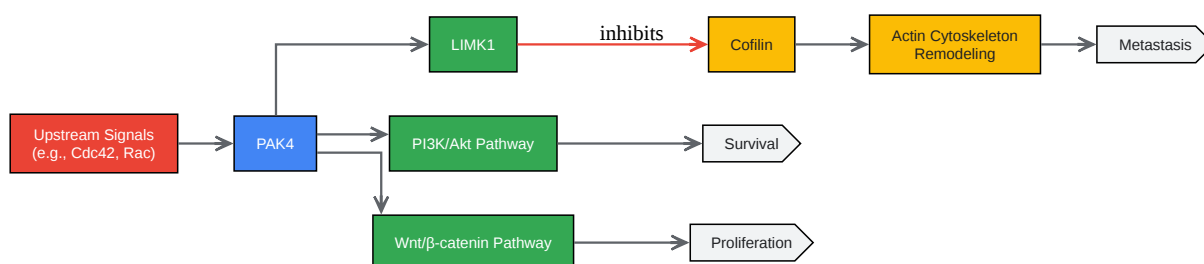 LIMK1
inhibits
Cofilin
Actin Cytoskeleton
Remodeling
Metastasis
Upstream Signals
(e.g., Cdc42, Rac)
PAK4
PI3K/Akt Pathway
Survival
Wnt/β-catenin Pathway
Proliferation